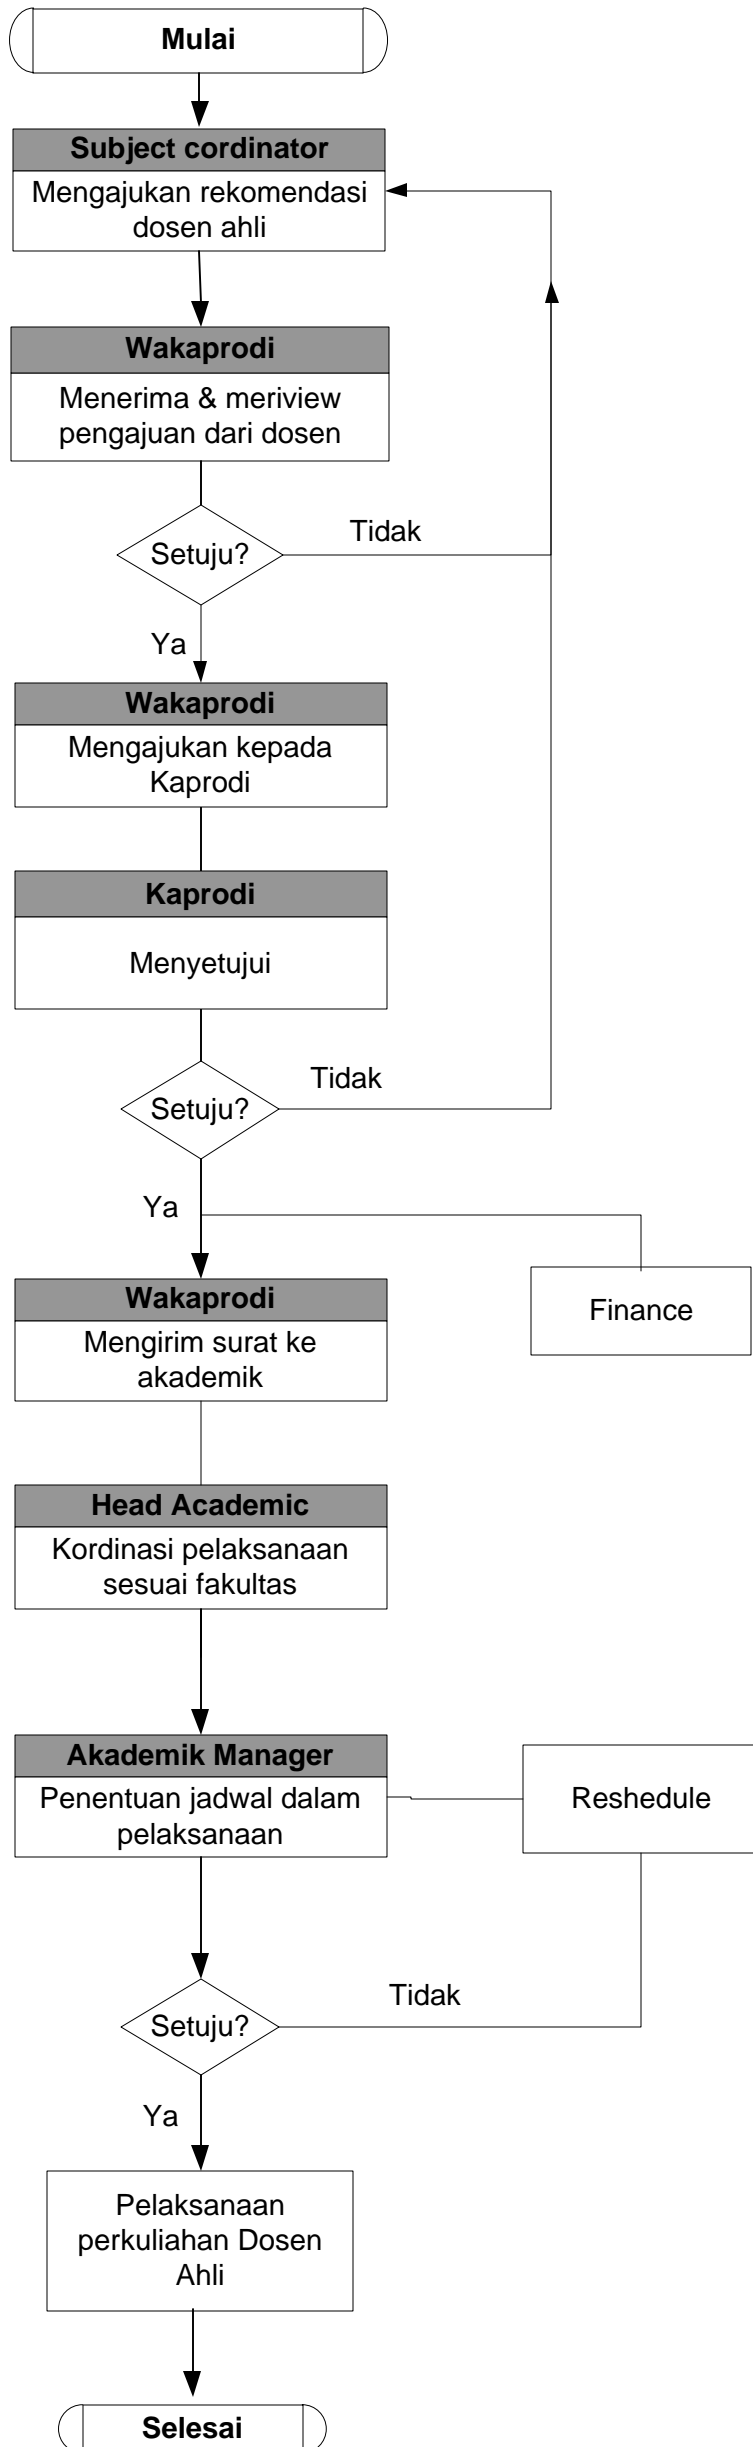 Mulai
Subject cordinator
Mengajukan rekomendasi
dosen ahli
Wakaprodi
Menerima & meriview
pengajuan dari dosen
Setuju?
Tidak
Ya
Wakaprodi
Mengajukan kepada
Kaprodi
Kaprodi
Menyetujui
Setuju?
Tidak
Ya
Wakaprodi
Mengirim surat ke
akademik
Finance
Head Academic
Kordinasi pelaksanaan
sesuai fakultas
Akademik Manager
Penentuan jadwal dalam
pelaksanaan
Reshedule
Setuju?
Tidak
Ya
Pelaksanaan
perkuliahan Dosen
Ahli
Selesai